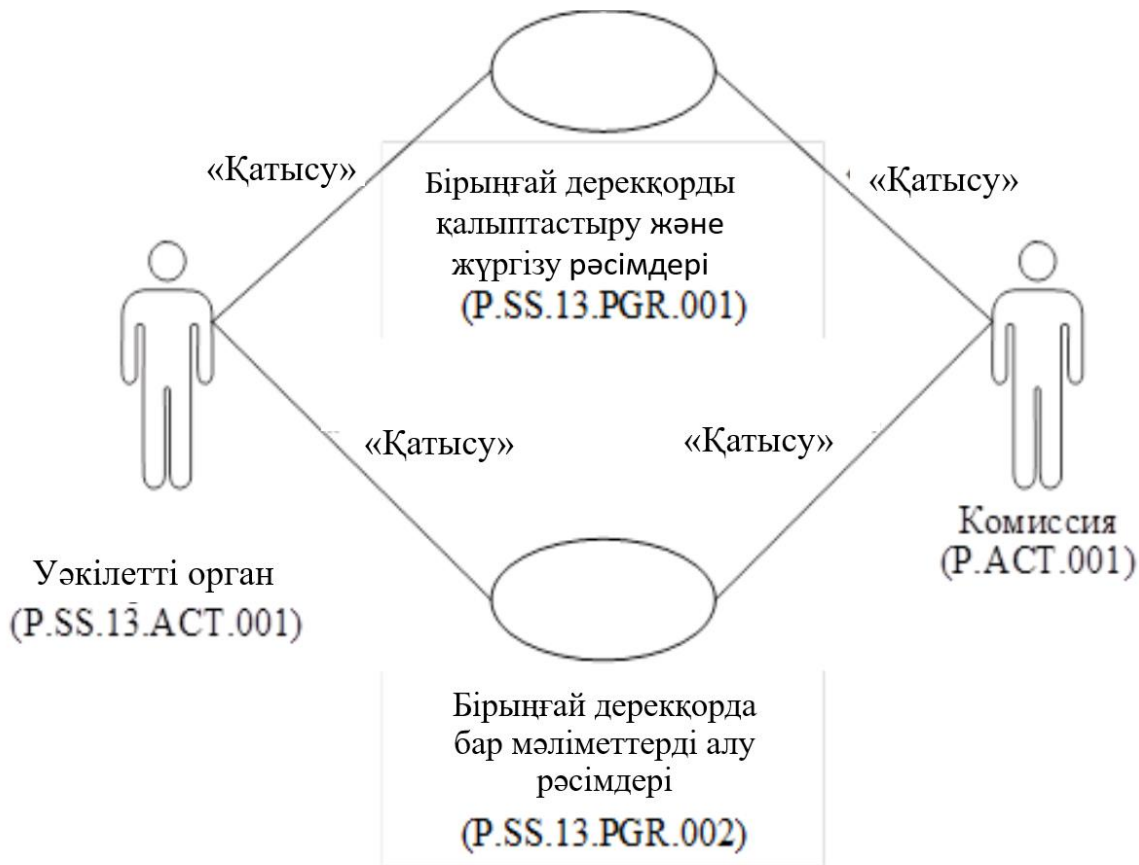 «Қатысу»
«Қатысу»
Бірыңғай дерекқорды
қалыптастыру және
жүргізу рәсімдері
(P.SS.13.PGR.001)
«Қатысу»
«Қатысу»
Уәкілетті орган
(P.SS.13.ACT.001)
Комиссия
(P.ACT.001)
Бірыңғай дерекқорда
бар мәліметтерді алу
рәсімдері
(P.SS.13.PGR.002)